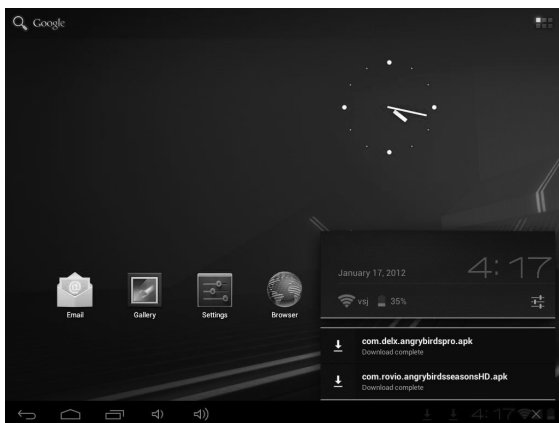 Google
January 17, 2012
4:17
vsj 35%
Email
Gallery
Settings
Browser
com.delx.angrybirdspro.apk
Download complete
com.rovio.angrybirdsseasonsHD.apk
Download complete
4:17